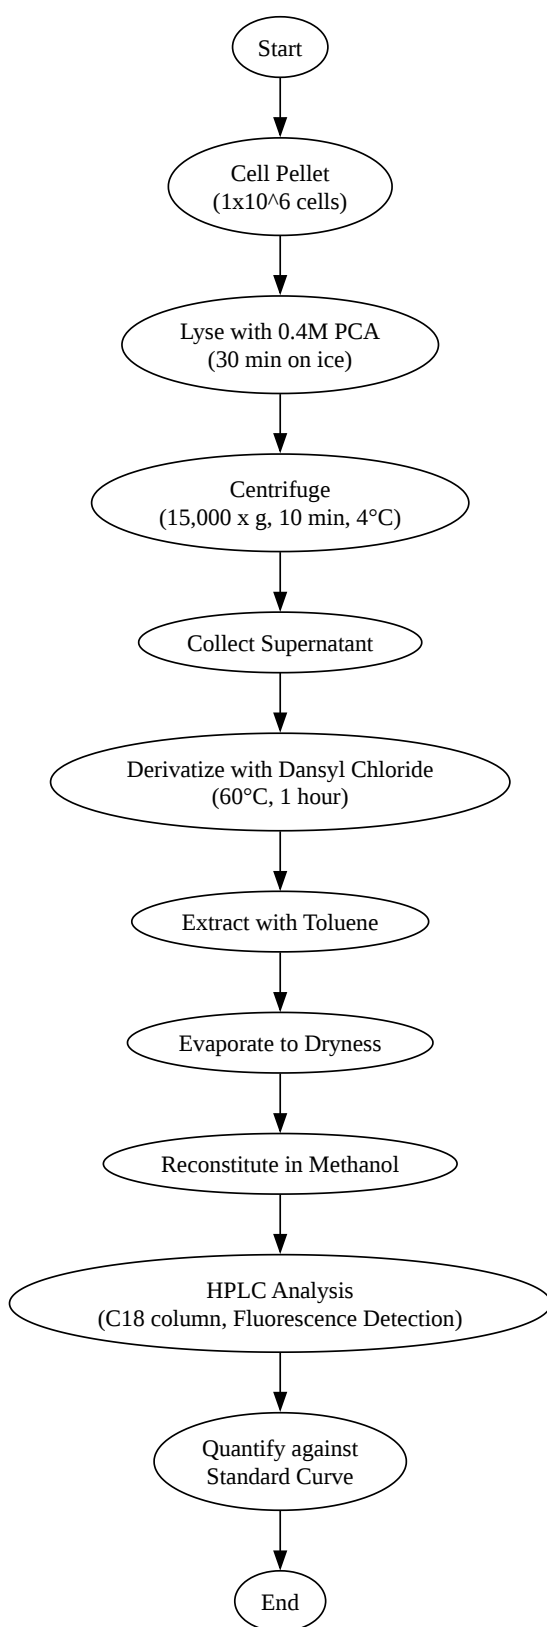 Start
Cell Pellet
(1x10^6 cells)
Lyse with 0.4M PCA
(30 min on ice)
Centrifuge
(15,000 x g, 10 min, 4°C)
Collect Supernatant
Derivatize with Dansyl Chloride
(60°C, 1 hour)
Extract with Toluene
Evaporate to Dryness
Reconstitute in Methanol
HPLC Analysis
(C18 column, Fluorescence Detection)
Quantify against
Standard Curve
End